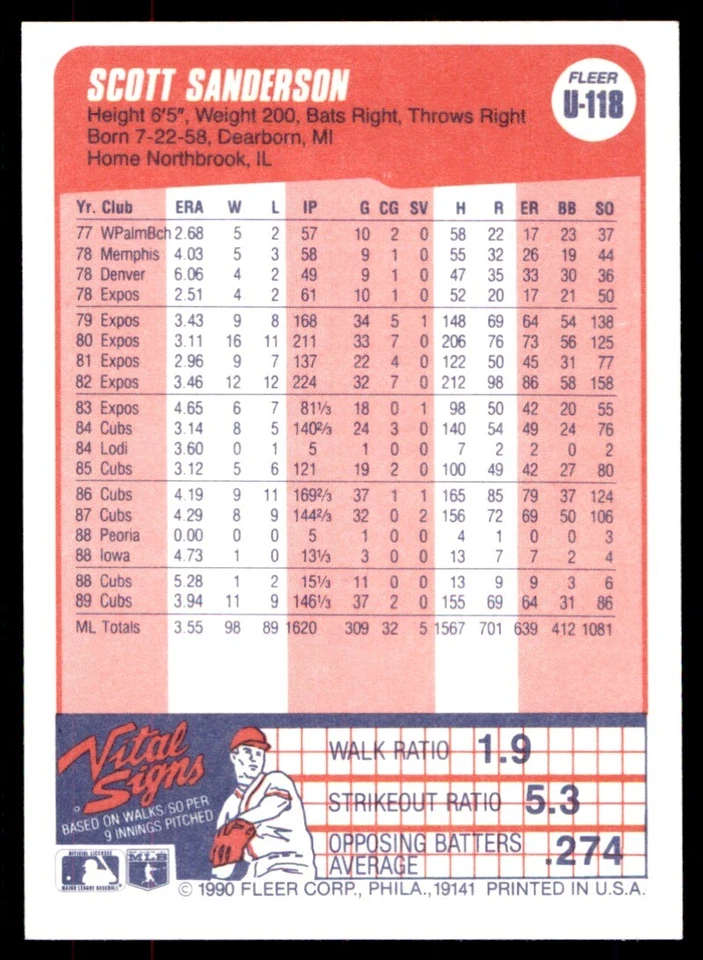 SCOTT SANDERSON
FLEER
U-118
Height 6'5", Weight 200, Bats Right, Throws Right
Born 7-22-58, Dearborn, MI
Home Northbrook, IL
Yr. Club ERA W L IP G CG SV H R ER BB SO
77 WPalmBch 2.68 5 2 57 10 2 0 58 22 17 23 37
78 Memphis 4.03 5 3 58 9 1 0 55 32 26 19 44
78 Denver 6.06 4 2 49 9 1 0 47 35 33 30 36
78 Expos 2.51 4 2 61 10 1 0 52 20 17 21 50
79 Expos 3.43 9 8 168 34 5 1 148 69 64 54 138
80 Expos 3.11 16 11 211 33 7 0 206 76 73 56 125
81 Expos 2.96 9 7 137 22 4 0 122 50 45 31 77
82 Expos 3.46 12 12 224 32 7 0 212 98 86 58 158
83 Expos 4.65 6 7 81⅓ 18 0 1 98 50 42 20 55
84 Cubs 3.14 8 5 140⅔ 24 3 0 140 54 49 24 76
84 Lodi 3.60 0 1 5 1 0 0 7 2 2 0 2
85 Cubs 3.12 5 6 121 19 2 0 100 49 42 27 80
86 Cubs 4.19 9 11 169⅔ 37 1 1 165 85 79 37 124
87 Cubs 4.29 8 9 144⅔ 32 0 2 156 72 69 50 106
88 Peoria 0.00 0 0 5 1 0 0 4 1 0 0 3
88 Iowa 4.73 1 0 13⅓ 3 0 0 13 7 7 2 4
88 Cubs 5.28 1 2 15⅓ 11 0 0 13 9 9 3 6
89 Cubs 3.94 11 9 146⅓ 37 2 0 155 69 64 31 86
ML Totals 3.55 98 89 1620 309 32 5 1567 701 639 412 1081
Vital
Signs
BASED ON WALKS/SO PER
9 INNINGS PITCHED
WALK RATIO 1.9
STRIKEOUT RATIO 5.3
OPPOSING BATTERS
AVERAGE .274
OFFICIAL LICENSEE
MAJOR LEAGUE BASEBALL
MLB
© 1990 FLEER CORP., PHILA., 19141 PRINTED IN U.S.A.